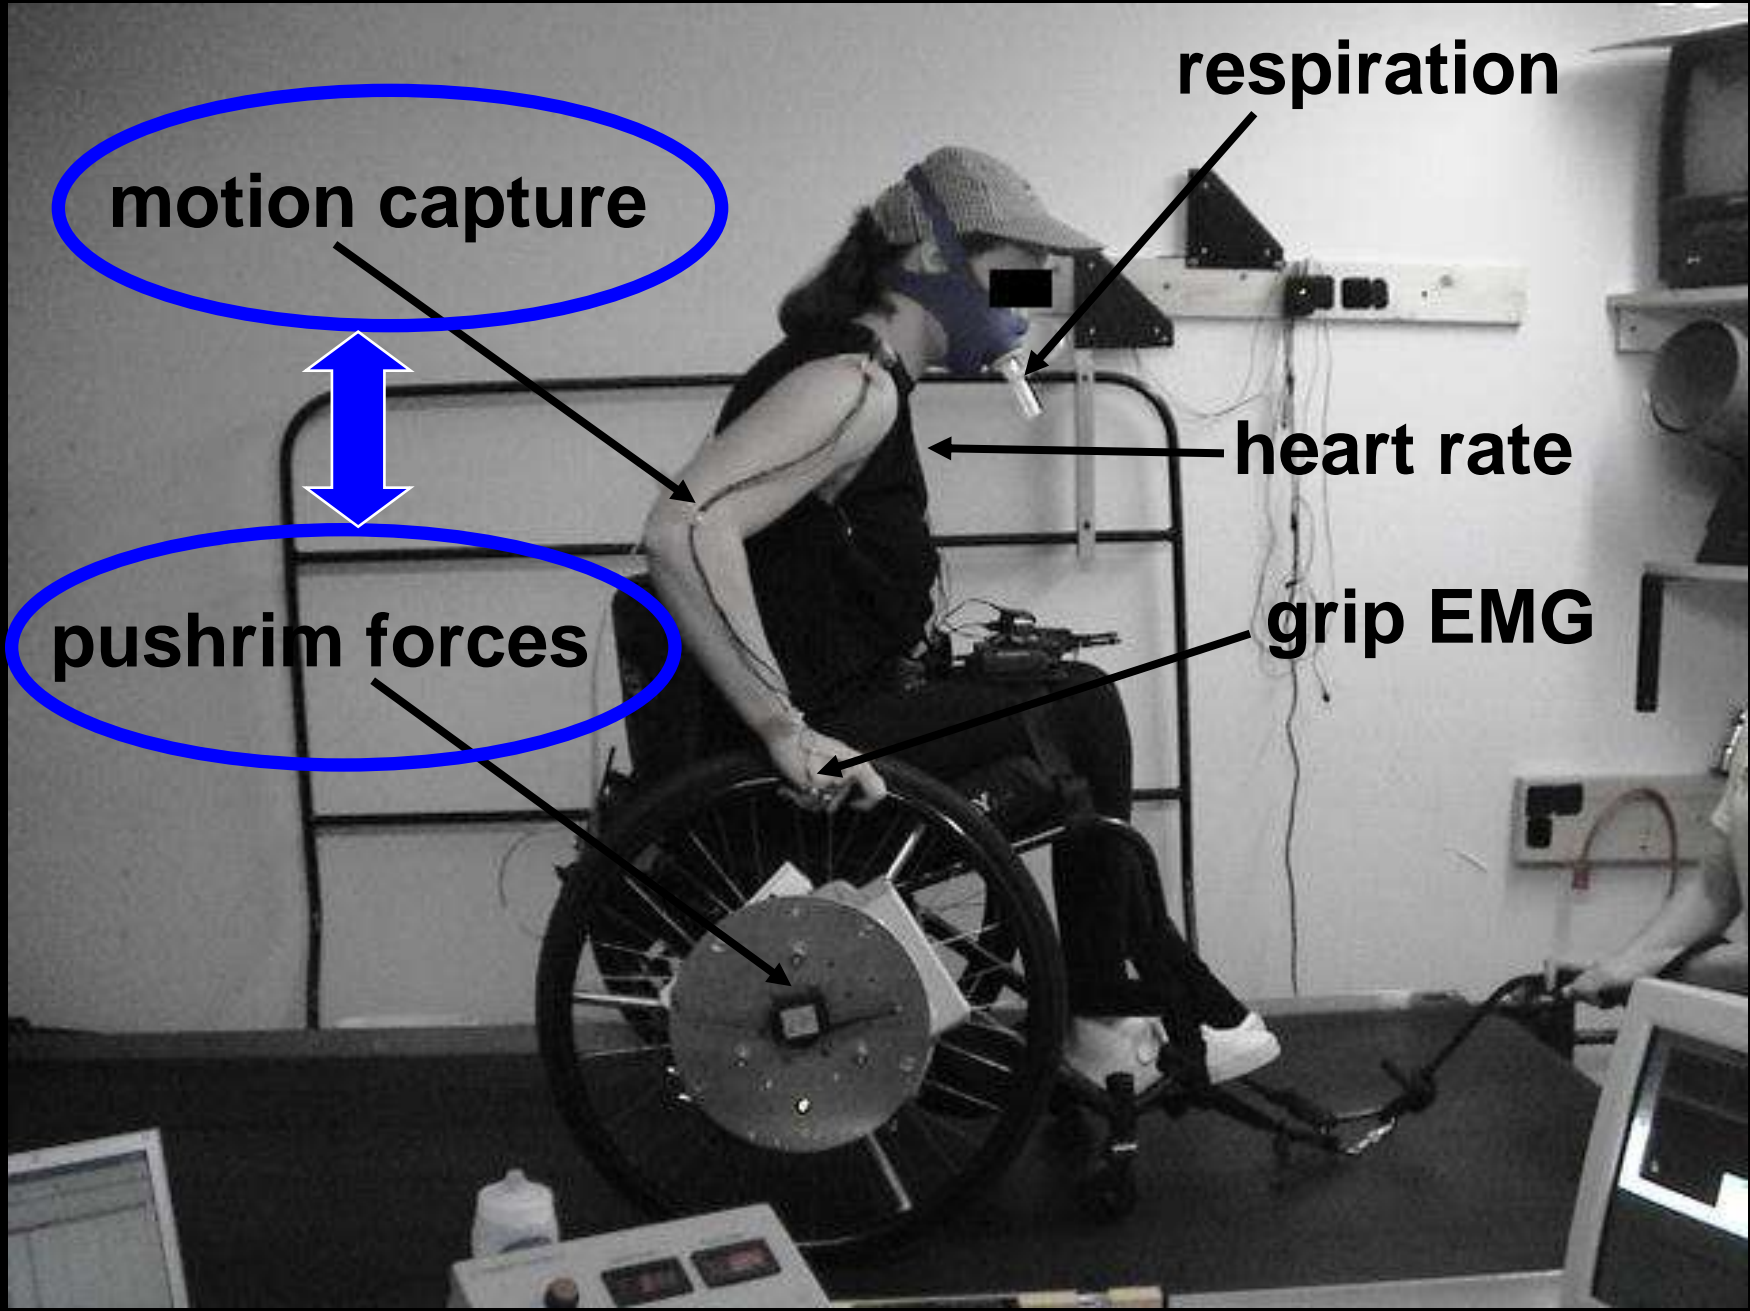 respiration
motion capture
heart rate
grip EMG
pushrim forces